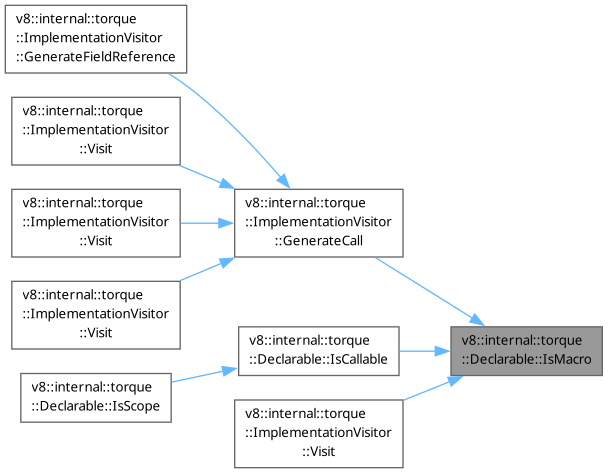 v8::internal::torque
::ImplementationVisitor
::GenerateFieldReference
v8::internal::torque
::ImplementationVisitor
::Visit
v8::internal::torque
::ImplementationVisitor
::Visit
v8::internal::torque
::ImplementationVisitor
::Visit
v8::internal::torque
::Declarable::IsScope
v8::internal::torque
::ImplementationVisitor
::GenerateCall
v8::internal::torque
::Declarable::IsCallable
v8::internal::torque
::ImplementationVisitor
::Visit
v8::internal::torque
::Declarable::IsMacro